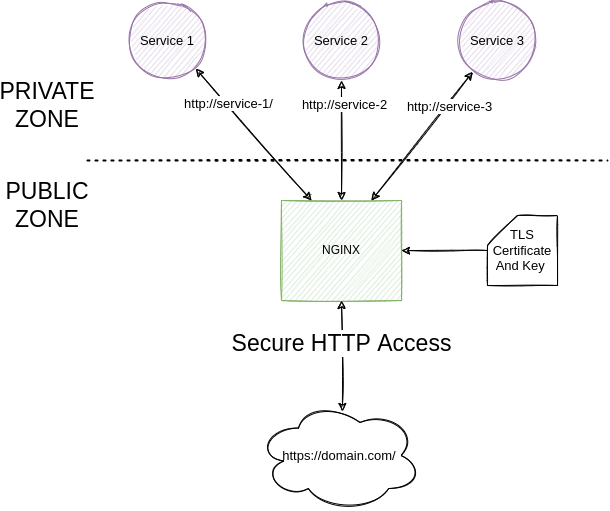 Service 1
Service 2
Service 3
PRIVATE
ZONE
http://service-1/
http://service-2
http://service-3
PUBLIC
ZONE
NGINX
TLS
Certificate
And Key
Secure HTTP Access
https://domain.com/